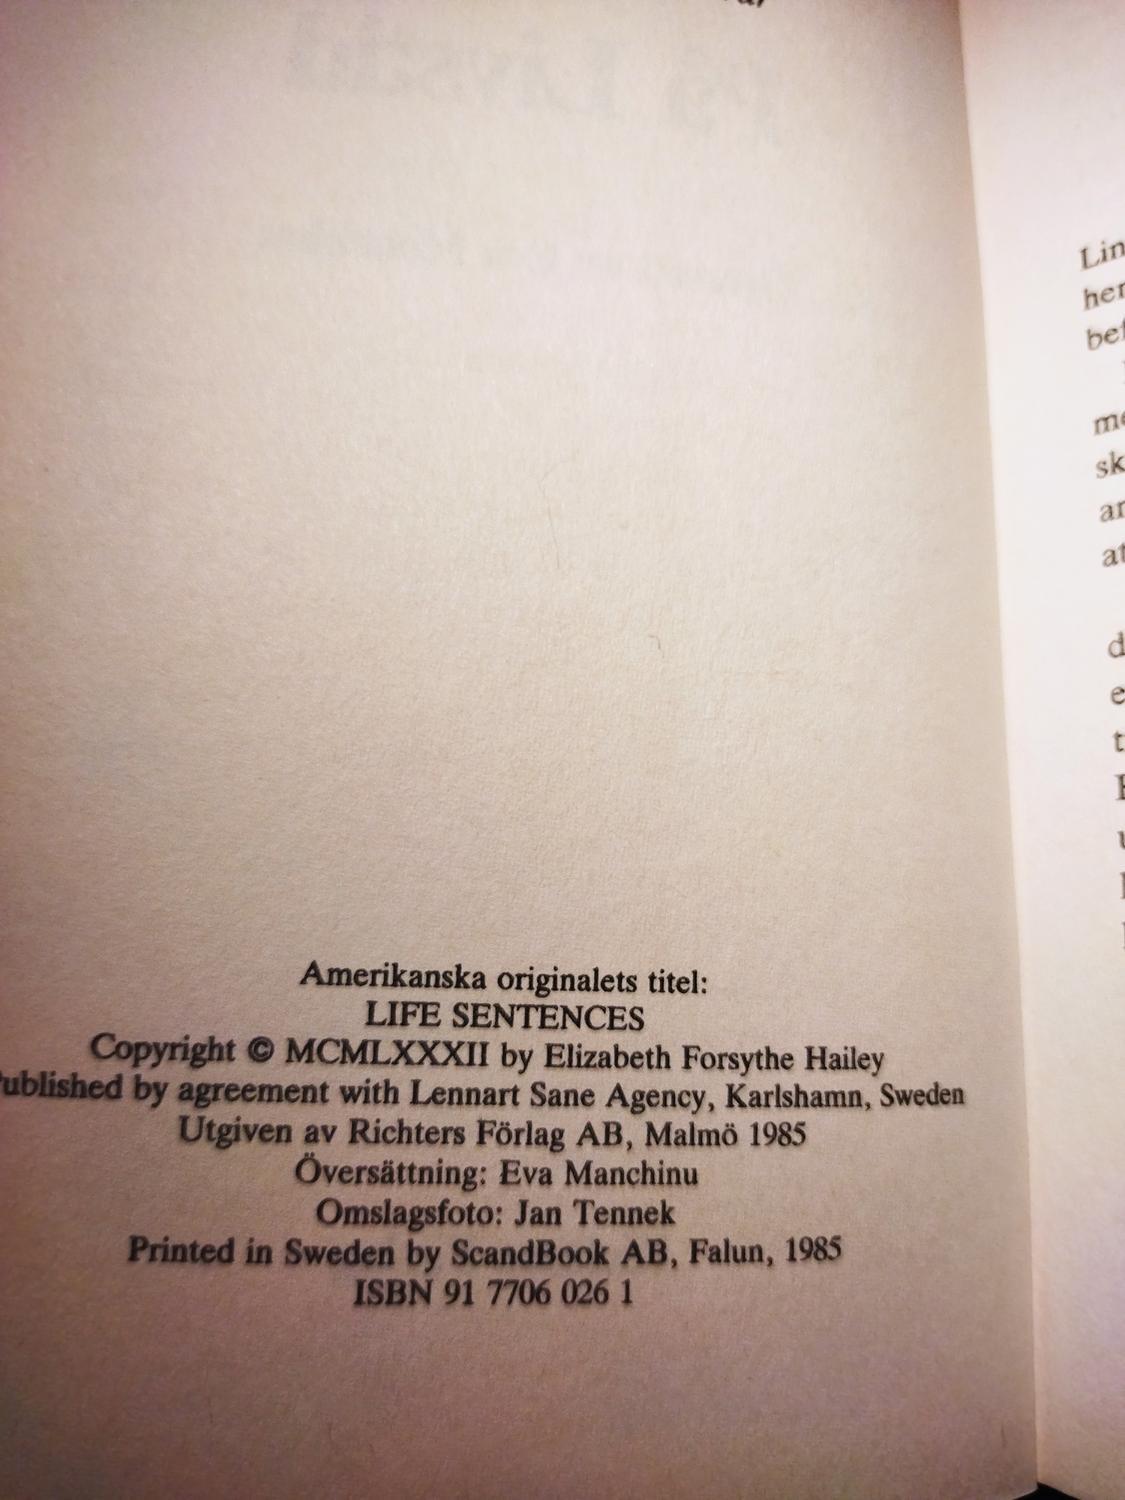 Amerikanska originalets titel:
LIFE SENTENCES
Copyright © MCMLXXXII by Elizabeth Forsythe Hailey
Published by agreement with Lennart Sane Agency, Karlshamn, Sweden
Utgiven av Richters Förlag AB, Malmö 1985
Översättning: Eva Manchinu
Omslagsfoto: Jan Tennek
Printed in Sweden by ScandBook AB, Falun, 1985
ISBN 91 7706 026 1